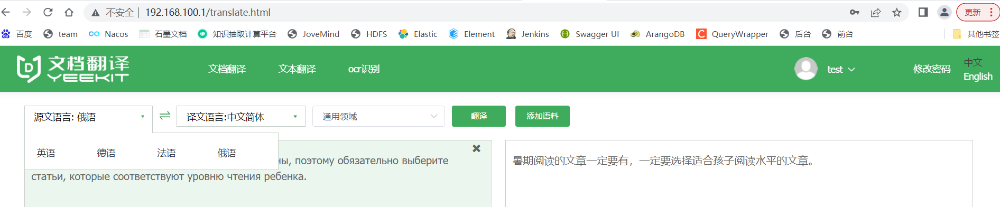 不安全 | 192.168.100.1/translate.html 更新
百度 team Nacos 石墨文档 知识抽取计算平台 JoveMind HDFS Elastic Element Jenkins Swagger UI ArangoDB C QueryWrapper 后台 前台 其他书签
文档翻译
YEEKIT
文档翻译 文本翻译 ocr识别 test 修改密码
中文
English
源文语言: 俄语 译文语言:中文简体 通用领域 翻译 添加语料
英语 德语 法语 俄语
ны, поэтому обязательно выберите
статьи, которые соответствуют уровню чтения ребенка.
暑期阅读的文章一定要有，一定要选择适合孩子阅读水平的文章。